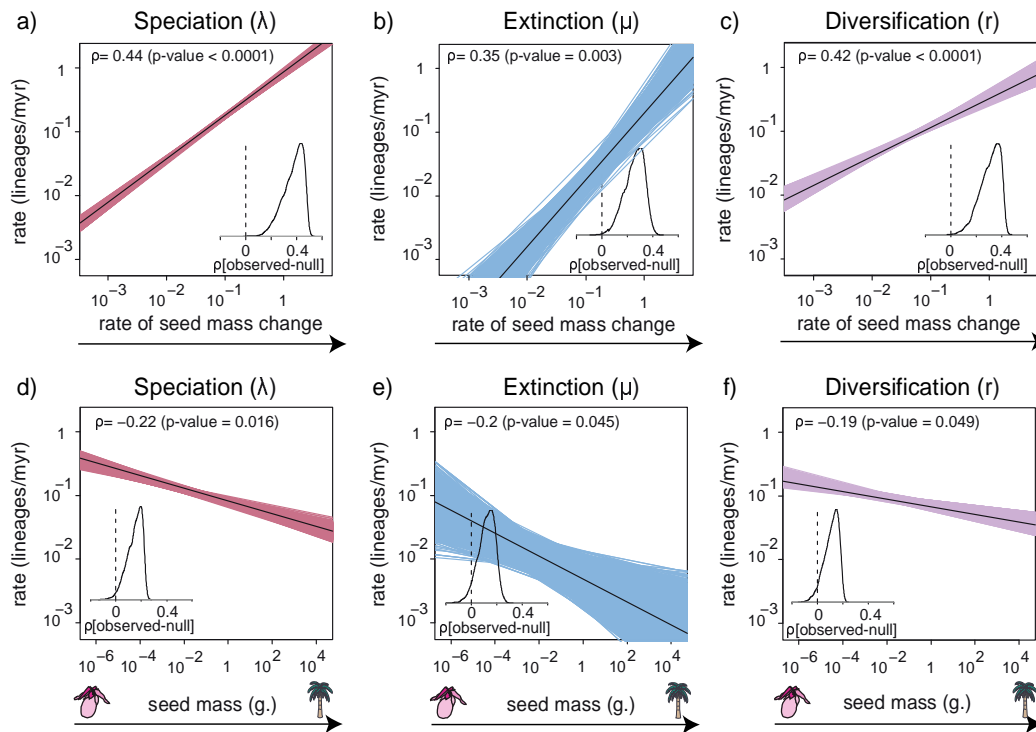 a) Speciation (λ)
ρ= 0.44 (p-value < 0.0001)
rate (lineages/myr)
1
10⁻¹
10⁻²
10⁻³
0 0.4
ρ[observed-null]
10⁻³ 10⁻² 10⁻¹ 1
rate of seed mass change
b) Extinction (μ)
ρ= 0.35 (p-value = 0.003)
rate (lineages/myr)
1
10⁻¹
10⁻²
10⁻³
0 0.4
ρ[observed-null]
10⁻³ 10⁻² 10⁻¹ 1
rate of seed mass change
c) Diversification (r)
ρ= 0.42 (p-value < 0.0001)
rate (lineages/myr)
1
10⁻¹
10⁻²
10⁻³
0 0.4
ρ[observed-null]
10⁻³ 10⁻² 10⁻¹ 1
rate of seed mass change
d) Speciation (λ)
ρ= −0.22 (p-value = 0.016)
rate (lineages/myr)
1
10⁻¹
10⁻²
10⁻³
0 0.4
ρ[observed-null]
10⁻⁶ 10⁻⁴ 10⁻² 1 10² 10⁴
seed mass (g.)
e) Extinction (μ)
ρ= −0.2 (p-value = 0.045)
rate (lineages/myr)
1
10⁻¹
10⁻²
10⁻³
0 0.4
ρ[observed-null]
10⁻⁶ 10⁻⁴ 10⁻² 1 10² 10⁴
seed mass (g.)
f) Diversification (r)
ρ= −0.19 (p-value = 0.049)
rate (lineages/myr)
1
10⁻¹
10⁻²
10⁻³
0 0.4
ρ[observed-null]
10⁻⁶ 10⁻⁴ 10⁻² 1 10² 10⁴
seed mass (g.)